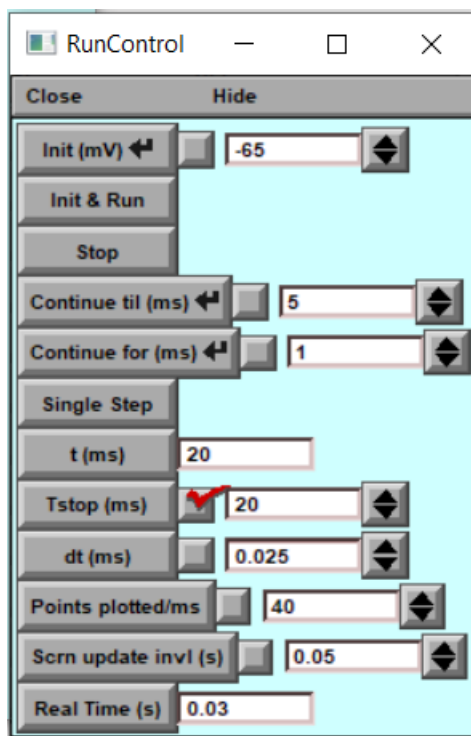 RunControl
Close Hide
Init (mV) -65
Init & Run
Stop
Continue til (ms) 5
Continue for (ms) 1
Single Step
t (ms) 20
Tstop (ms) 20
dt (ms) 0.025
Points plotted/ms 40
Scrn update invl (s) 0.05
Real Time (s) 0.03